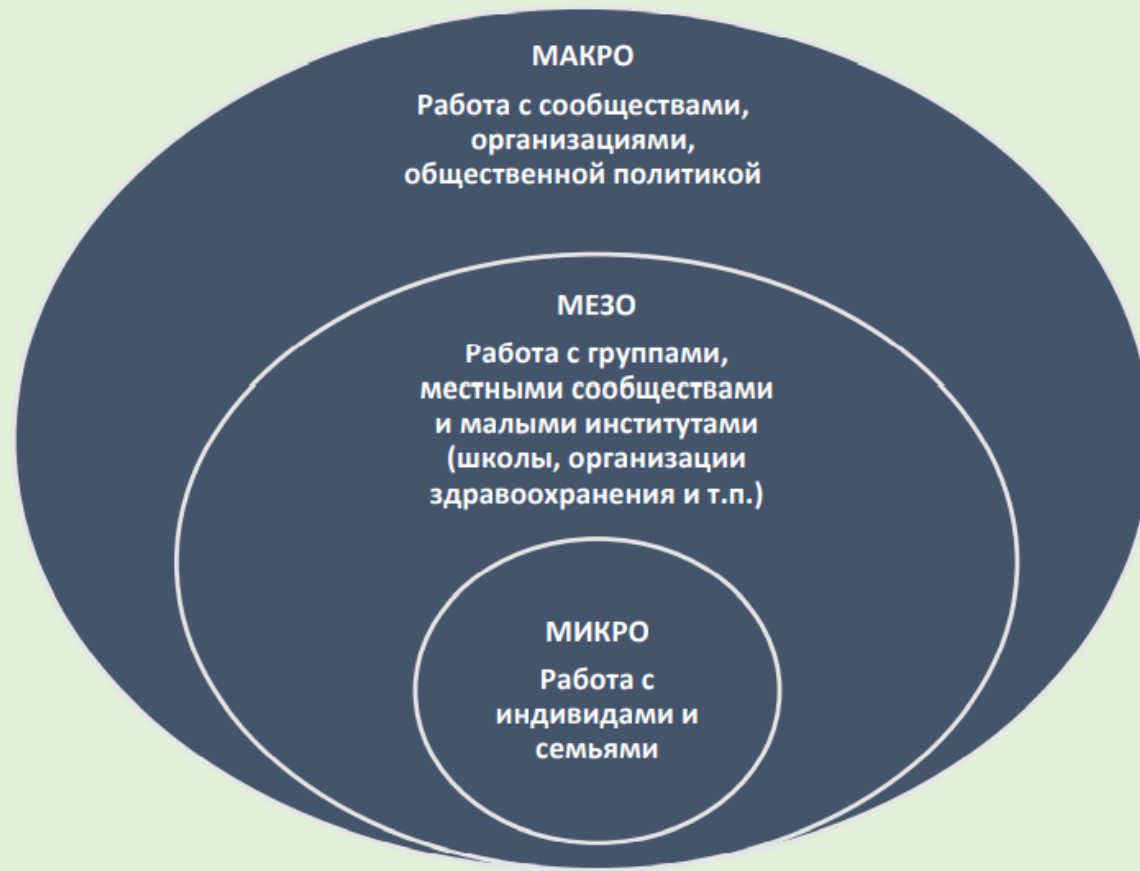 МАКРО
Работа с сообществами,
организациями,
общественной политикой
МЕЗО
Работа с группами,
местными сообществами
и малыми институтами
(школы, организации
здравоохранения и т.п.)
МИКРО
Работа с
индивидами и
семьями